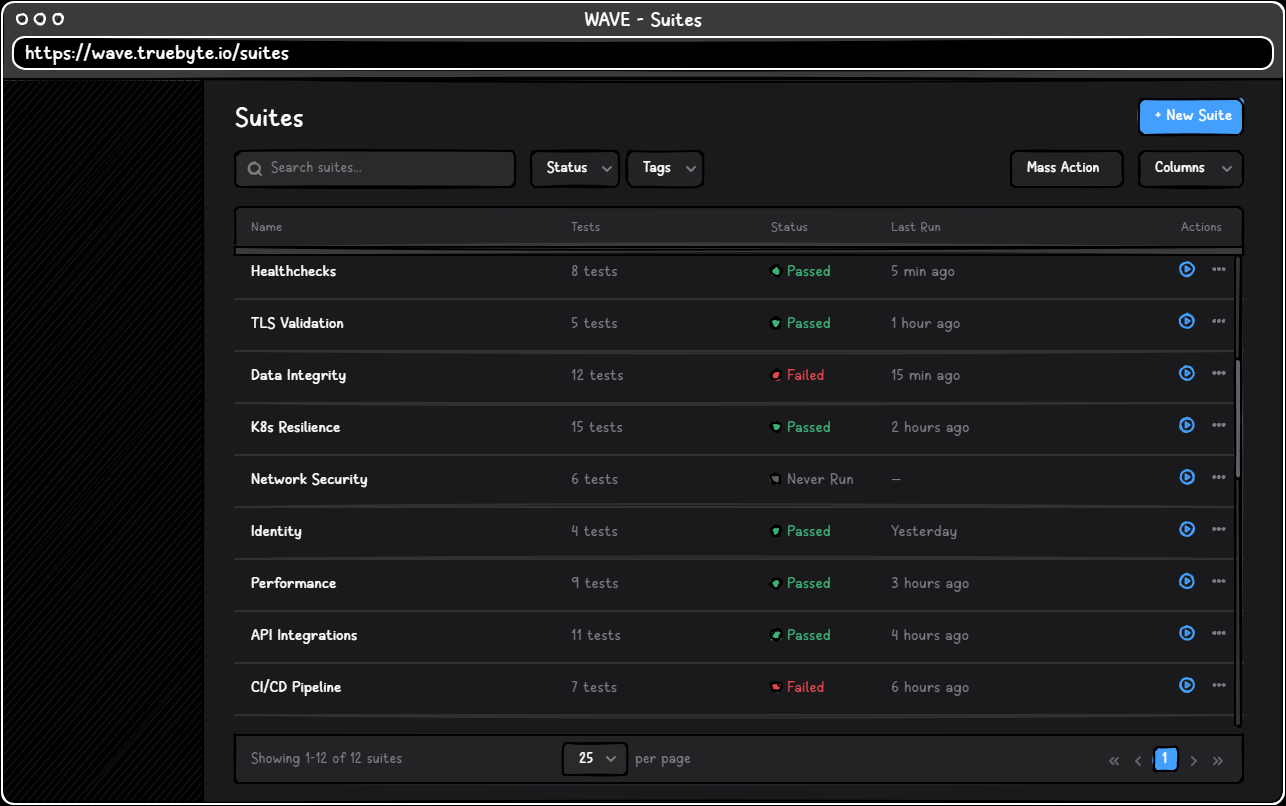 WAVE - Suites
https://wave.truebyte.io/suites
Suites
+ New Suite
Search suites...
Status
Tags
Mass Action
Columns
Name Tests Status Last Run Actions
Healthchecks 8 tests Passed 5 min ago
TLS Validation 5 tests Passed 1 hour ago
Data Integrity 12 tests Failed 15 min ago
K8s Resilience 15 tests Passed 2 hours ago
Network Security 6 tests Never Run —
Identity 4 tests Passed Yesterday
Performance 9 tests Passed 3 hours ago
API Integrations 11 tests Passed 4 hours ago
CI/CD Pipeline 7 tests Failed 6 hours ago
Showing 1-12 of 12 suites 25 per page « ‹ 1 › »